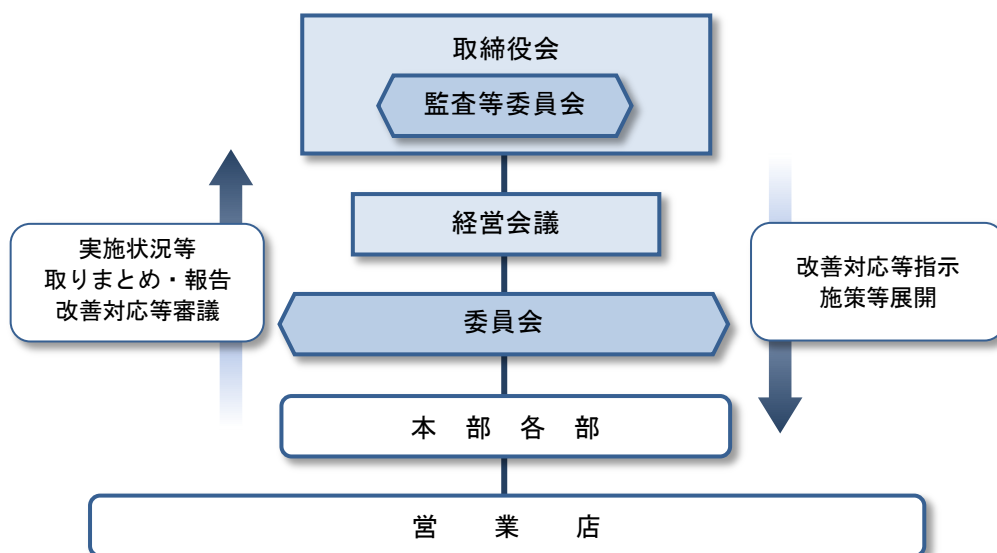 取締役会
監査等委員会
経営会議
実施状況等
取りまとめ・報告
改善対応等審議
改善対応等指示
施策等展開
委員会
本 部 各 部
営 業 店